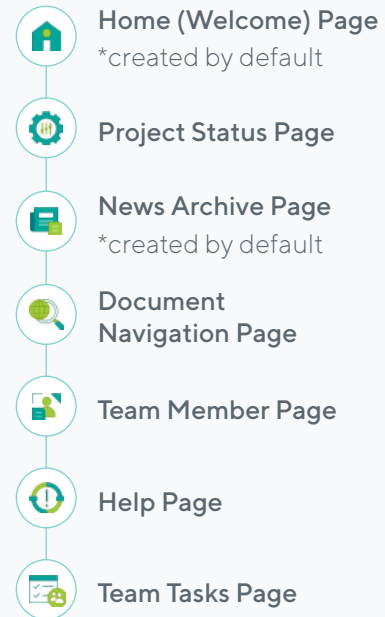 Home (Welcome) Page
*created by default
Project Status Page
News Archive Page
*created by default
Document
Navigation Page
Team Member Page
Help Page
Team Tasks Page